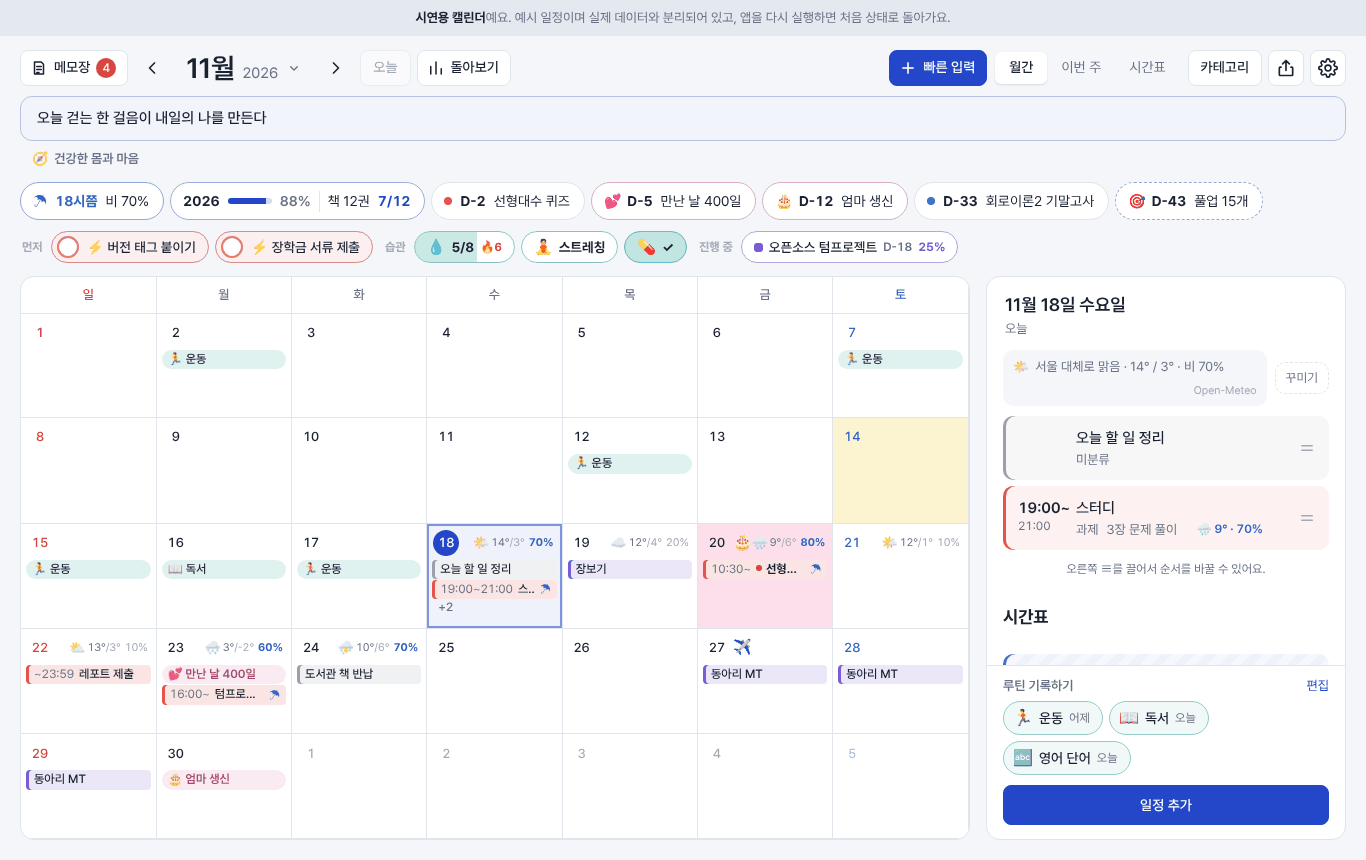 시연용 캘린더예요. 예시 일정이며 실제 데이터와 분리되어 있고, 앱을 다시 실행하면 처음 상태로 돌아가요.
메모장 4 11월 2026 오늘 돌아보기 + 빠른 입력 월간 이번 주 시간표 카테고리
오늘 걷는 한 걸음이 내일의 나를 만든다
건강한 몸과 마음
18시쯤 비 70% 2026 88% 책 12권 7/12 D-2 선형대수 퀴즈 D-5 만난 날 400일 D-12 엄마 생신 D-33 회로이론2 기말고사 D-43 풀업 15개
먼저 버전 태그 붙이기 장학금 서류 제출 습관 5/8 6 스트레칭 진행 중 오픈소스 텀프로젝트 D-18 25%
일 월 화 수 목 금 토
1 2 3 4 5 6 7
운동 운동
8 9 10 11 12 13 14
운동
15 16 17 18 14°/3° 70% 19 12°/4° 20% 20 9°/6° 80% 21 12°/1° 10%
운동 독서 운동 오늘 할 일 정리 장보기 10:30~ 선형...
19:00~21:00 스..
+2
22 13°/3° 10% 23 3°/-2° 60% 24 10°/6° 70% 25 26 27 28
~23:59 레포트 제출 만난 날 400일 도서관 책 반납 동아리 MT 동아리 MT
16:00~ 텀프로...
29 30 1 2 3 4 5
동아리 MT 엄마 생신
11월 18일 수요일
오늘
서울 대체로 맑음 · 14° / 3° · 비 70%
Open-Meteo
꾸미기
오늘 할 일 정리
미분류
19:00~ 스터디
21:00 과제 3장 문제 풀이 9° · 70%
오른쪽 ≡를 끌어서 순서를 바꿀 수 있어요.
시간표
루틴 기록하기 편집
운동 어제 독서 오늘
abc 영어 단어 오늘
일정 추가